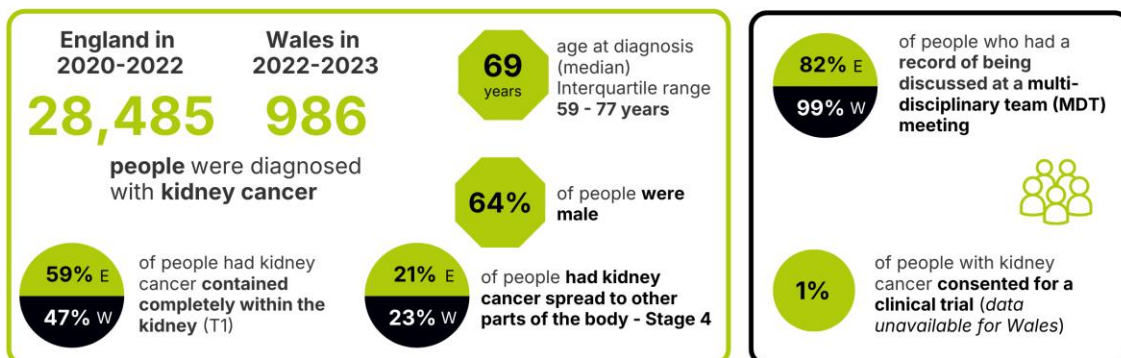 England in
2020-2022
28,485
Wales in
2022-2023
986
people were diagnosed
with kidney cancer
69
years
age at diagnosis
(median)
Interquartile range
59 - 77 years
64%
of people were
male
59% E
47% W
of people had kidney
cancer contained
completely within the
kidney (T1)
21% E
23% W
of people had kidney
cancer spread to other
parts of the body - Stage 4
82% E
99% W
of people who had a
record of being
discussed at a multi-
disciplinary team (MDT)
meeting
1%
of people with kidney
cancer consented for a
clinical trial (data
unavailable for Wales)